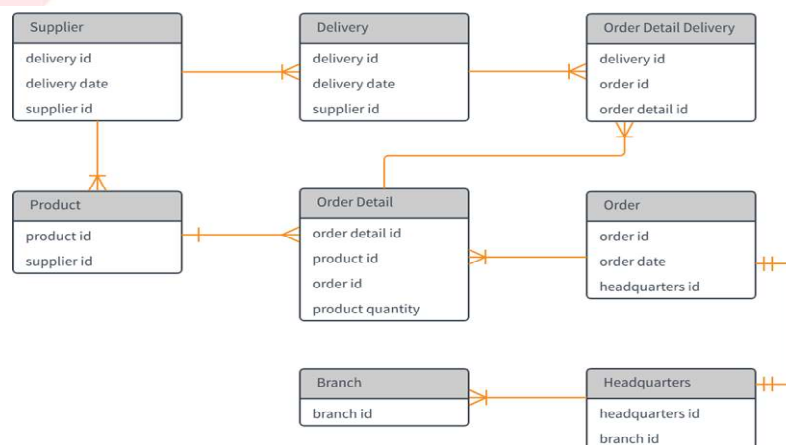 Supplier
delivery id
delivery date
supplier id
Delivery
delivery id
delivery date
supplier id
Order Detail Delivery
delivery id
order id
order detail id
Product
product id
supplier id
Order Detail
order detail id
product id
order id
product quantity
Order
order id
order date
headquarters id
Branch
branch id
Headquarters
headquarters id
branch id